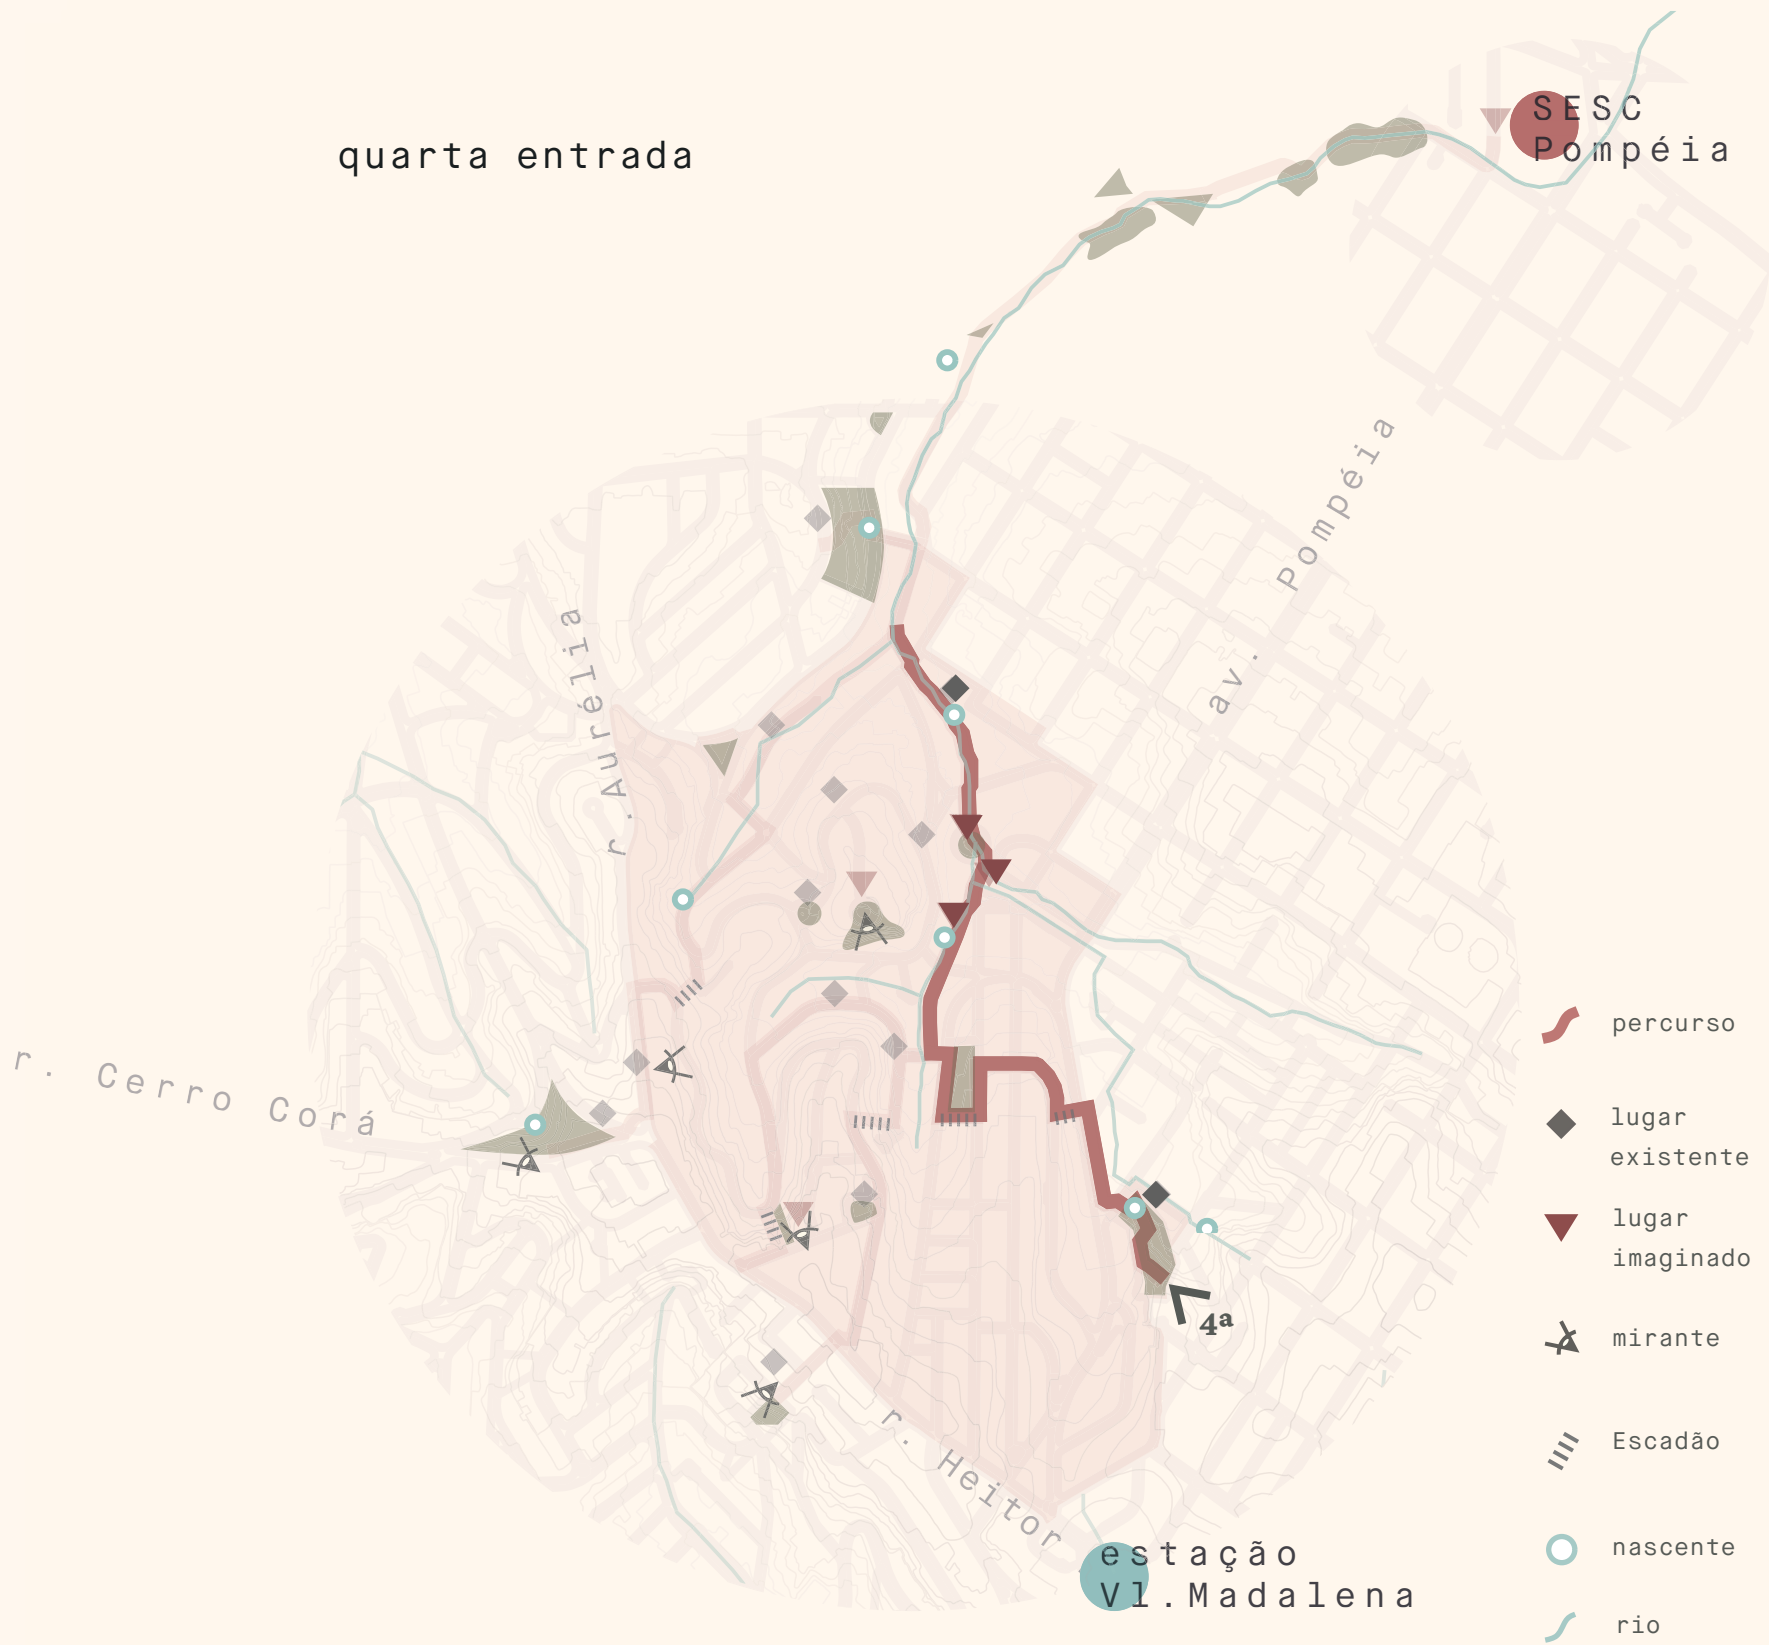 SESC
Pompéia
quarta entrada
av. Pompéia
r. Aurélia
r. Cerro Corá
percurso
lugar
existente
lugar
imaginado
4ª
mirante
r. Heitor
Escadão
estação
Vl.Madalena
nascente
rio